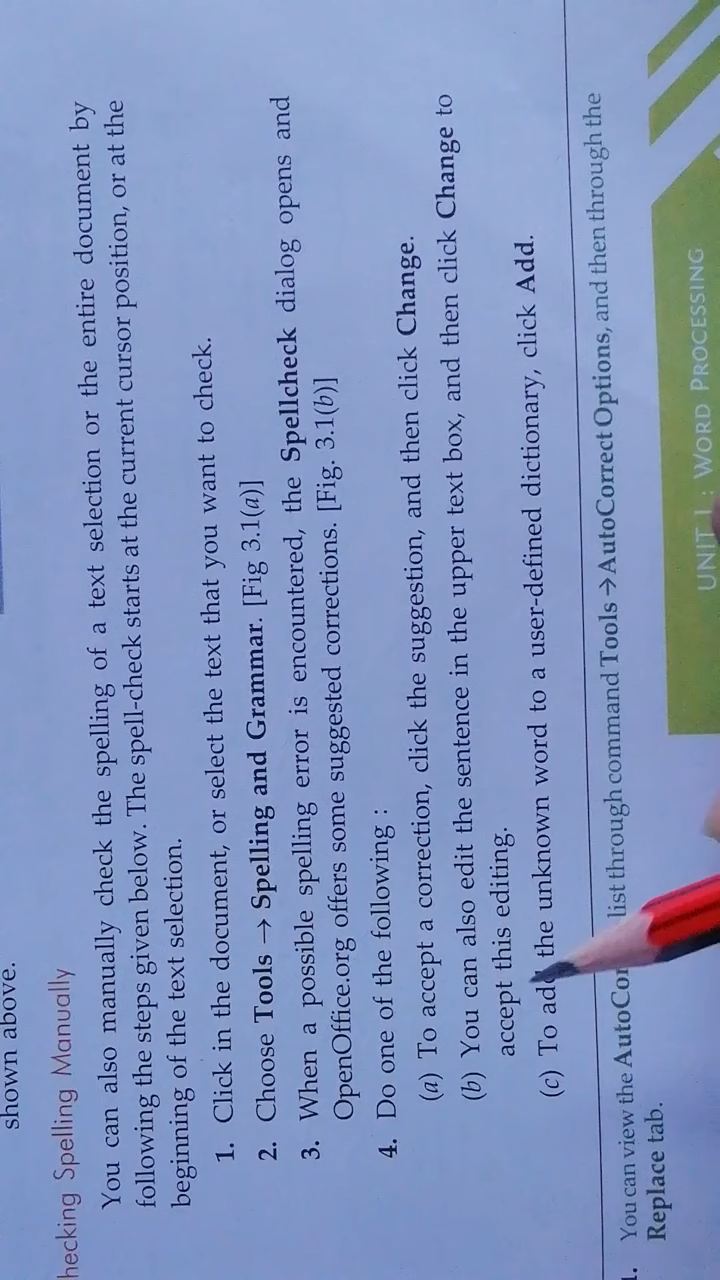 shown above.
hecking Spelling Manually
You can also manually check the spelling of a text selection or the entire document by
following the steps given below. The spell-check starts at the current cursor position, or at the
beginning of the text selection.
1. Click in the document, or select the text that you want to check.
2. Choose Tools → Spelling and Grammar. [Fig 3.1(a)]
3. When a possible spelling error is encountered, the Spellcheck dialog opens and
OpenOffice.org offers some suggested corrections. [Fig. 3.1(b)]
4. Do one of the following :
(a) To accept a correction, click the suggestion, and then click Change.
(b) You can also edit the sentence in the upper text box, and then click Change to
accept this editing.
(c) To add the unknown word to a user-defined dictionary, click Add.
1. You can view the AutoCor list through command Tools → AutoCorrect Options, and then through the
Replace tab.
UNIT I : WORD PROCESSING